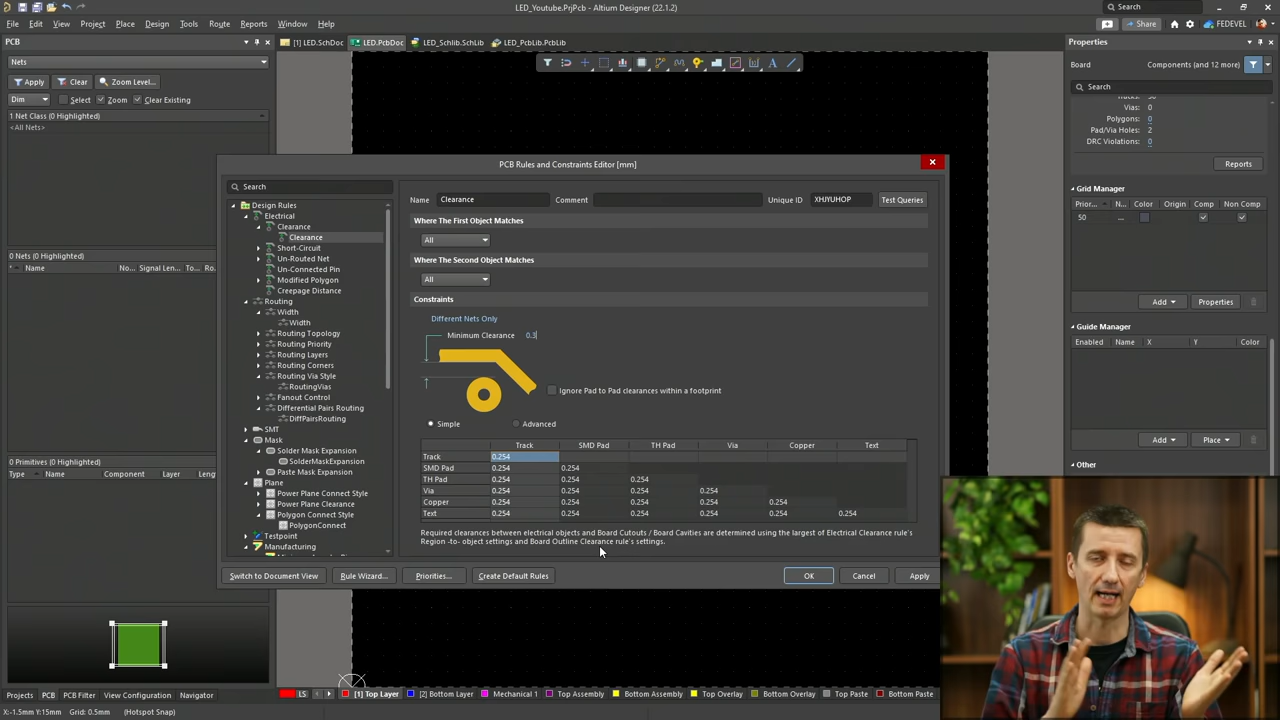 LED_Youtube.PrjPcb - Altium Designer (22.1.2)
Search
File Edit View Project Place Design Tools Route Reports Window Help
Share
FEDEVEL
PCB
[1] LED.SchDoc LED.PcbDoc LED_Schlib.SchLib LED_PcbLib.PcbLib
Properties
Nets
Board Components (and 12 more)
Apply Clear Zoom Level...
Search
Dim Select Zoom Clear Existing
Vias: 0
Polygons: 0
Pad/Via Holes: 2
DRC Violations: 0
Reports
1 Net Class (0 Highlighted)
<All Nets>
Grid Manager
Prior... N... Color Origin Comp Non Comp
50 ...
Add Properties
Guide Manager
Enabled Name X Y Color
Add Place
Other
0 Nets (0 Highlighted)
* Name No... Signal Len... To... Ro...
0 Primitives (0 Highlighted)
Type Name Component Layer Leng
PCB Rules and Constraints Editor [mm]
Search
Design Rules
Electrical
Clearance
Clearance
Short-Circuit
Un-Routed Net
Un-Connected Pin
Modified Polygon
Creepage Distance
Routing
Width
Width
Routing Topology
Routing Priority
Routing Layers
Routing Corners
Routing Via Style
RoutingVias
Fanout Control
Differential Pairs Routing
DiffPairsRouting
SMT
Mask
Solder Mask Expansion
SolderMaskExpansion
Paste Mask Expansion
Plane
Power Plane Connect Style
Power Plane Clearance
Polygon Connect Style
PolygonConnect
Testpoint
Manufacturing
Name Clearance Comment Unique ID XHJYUHOP Test Queries
Where The First Object Matches
All
Where The Second Object Matches
All
Constraints
Different Nets Only
Minimum Clearance 0.3
Ignore Pad to Pad clearances within a footprint
Simple Advanced
Track SMD Pad TH Pad Via Copper Text
Track 0.254
SMD Pad 0.254 0.254
TH Pad 0.254 0.254 0.254
Via 0.254 0.254 0.254 0.254
Copper 0.254 0.254 0.254 0.254 0.254
Text 0.254 0.254 0.254 0.254 0.254 0.254
Required clearances between electrical objects and Board Cutouts / Board Cavities are determined using the largest of Electrical Clearance rule's
Region -to- object settings and Board Outline Clearance rule's settings.
Switch to Document View Rule Wizard... Priorities... Create Default Rules OK Cancel Apply
Projects PCB PCB Filter View Configuration Navigator
LS [1] Top Layer [2] Bottom Layer Mechanical 1 Top Assembly Bottom Assembly Top Overlay Bottom Overlay Top Paste Bottom Paste
X:-1.5mm Y:15mm Grid: 0.5mm (Hotspot Snap)